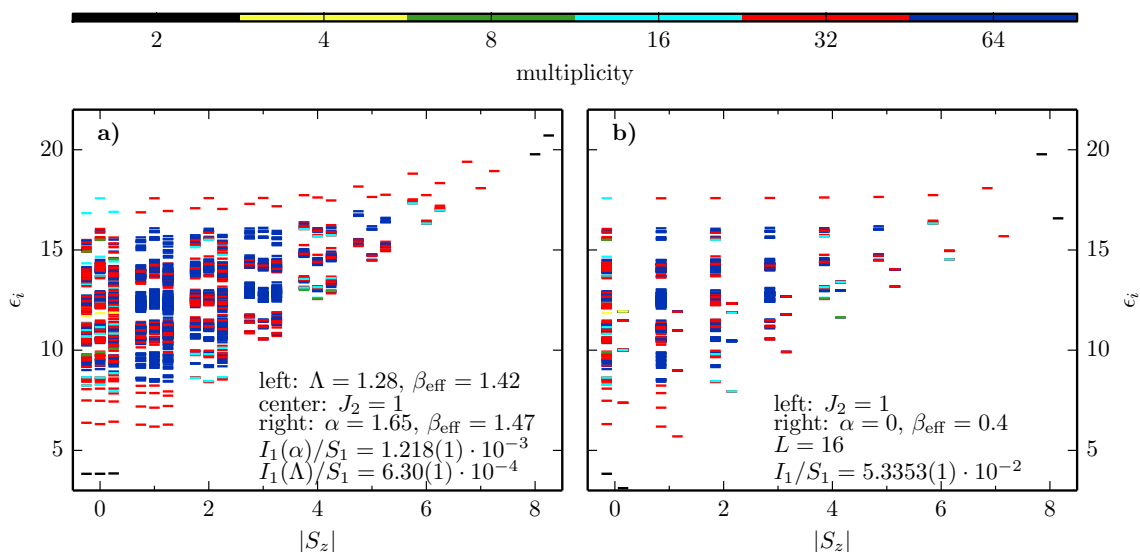 2 4 8 16 32 64
multiplicity
a)
20
15
10
5
ϵ_i
left: Λ = 1.28, β_eff = 1.42
center: J_2 = 1
right: α = 1.65, β_eff = 1.47
I_1(α)/S_1 = 1.218(1) · 10^{-3}
I_1(Λ)/S_1 = 6.30(1) · 10^{-4}
0 2 4 6 8
|S_z|
b)
20
15
10
5
ϵ_i
left: J_2 = 1
right: α = 0, β_eff = 0.4
L = 16
I_1/S_1 = 5.3353(1) · 10^{-2}
0 2 4 6 8
|S_z|